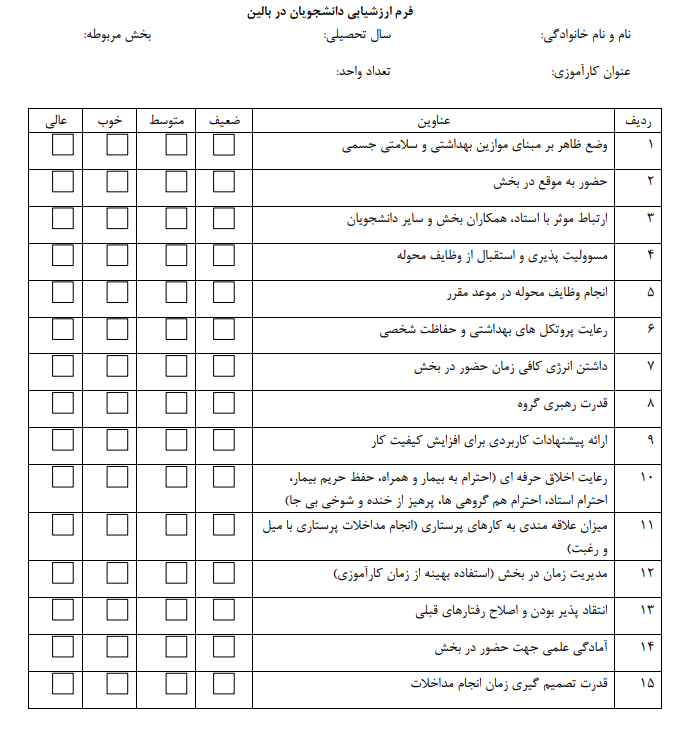 فرم ارزشیابی دانشجویان در بالین
نام و نام خانوادگی: سال تحصیلی: بخش مربوطه:
عنوان کارآموزی: تعداد واحد:
ردیف عناوین ضعیف متوسط خوب عالی
۱ وضع ظاهر بر مبنای موازین بهداشتی و سلامتی جسمی
۲ حضور به موقع در بخش
۳ ارتباط موثر با استاد، همکاران بخش و سایر دانشجویان
۴ مسوولیت پذیری و استقبال از وظایف محوله
۵ انجام وظایف محوله در موعد مقرر
۶ رعایت پروتکل های بهداشتی و حفاظت شخصی
۷ داشتن انرژی کافی زمان حضور در بخش
۸ قدرت رهبری گروه
۹ ارائه پیشنهادات کاربردی برای افزایش کیفیت کار
۱۰ رعایت اخلاق حرفه ای (احترام به بیمار و همراه، حفظ حریم بیمار،
احترام استاد، احترام هم گروهی ها، پرهیز از خنده و شوخی بی جا)
۱۱ میزان علاقه مندی به کارهای پرستاری (انجام مداخلات پرستاری با میل
و رغبت)
۱۲ مدیریت زمان در بخش (استفاده بهینه از زمان کارآموزی)
۱۳ انتقاد پذیر بودن و اصلاح رفتارهای قبلی
۱۴ آمادگی علمی جهت حضور در بخش
۱۵ قدرت تصمیم گیری زمان انجام مداخلات